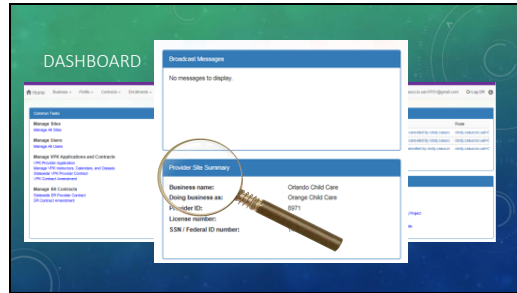 DASHBOARD
Home Business Profile Contracts Enrollments
Log Off
Common Tasks
Manage Sites
Manage All Sites
Manage Users
Manage All Users
Manage VPK Applications and Contracts
VPK Provider Application
Manage VPK Instructors, Calendars, and Classes
Statewide VPK Provider Contract
VPK Contract Amendment
Manage SR Contracts
Statewide SR Provider Contract
SR Contract Amendment
Broadcast Messages
No messages to display.
Provider Site Summary
Business name: Orlando Child Care
Doing business as: Orange Child Care
Provider ID: 8971
License number:
SSN / Federal ID number: